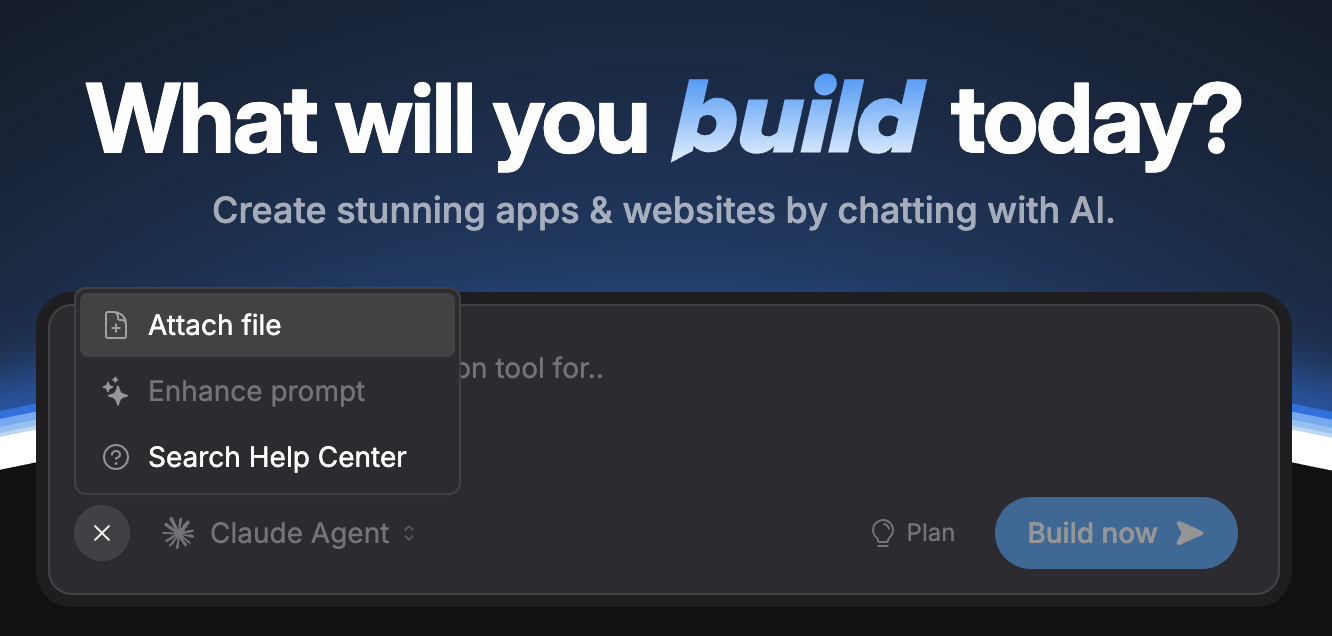 What will you build today?
Create stunning apps & websites by chatting with AI.
Attach file
on tool for..
Enhance prompt
Search Help Center
Claude Agent
Plan
Build now